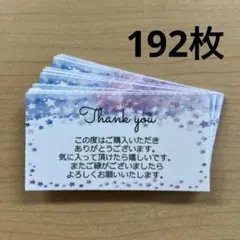 192枚
Thank you
この度はご購入いただき
ありがとうございます。
気に入って頂けたら嬉しいです。
またご縁がございましたら
よろしくお願いいたします。